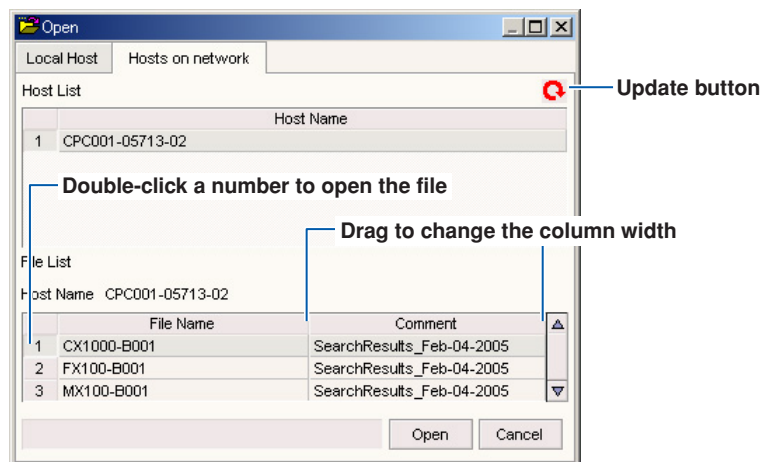 Open
Local Host Hosts on network
Host List
Update button
Host Name
1 CPC001-05713-02
Double-click a number to open the file
Drag to change the column width
File List
Host Name CPC001-05713-02
File Name Comment
1 CX1000-B001 SearchResults_Feb-04-2005
2 FX100-B001 SearchResults_Feb-04-2005
3 MX100-B001 SearchResults_Feb-04-2005
Open Cancel